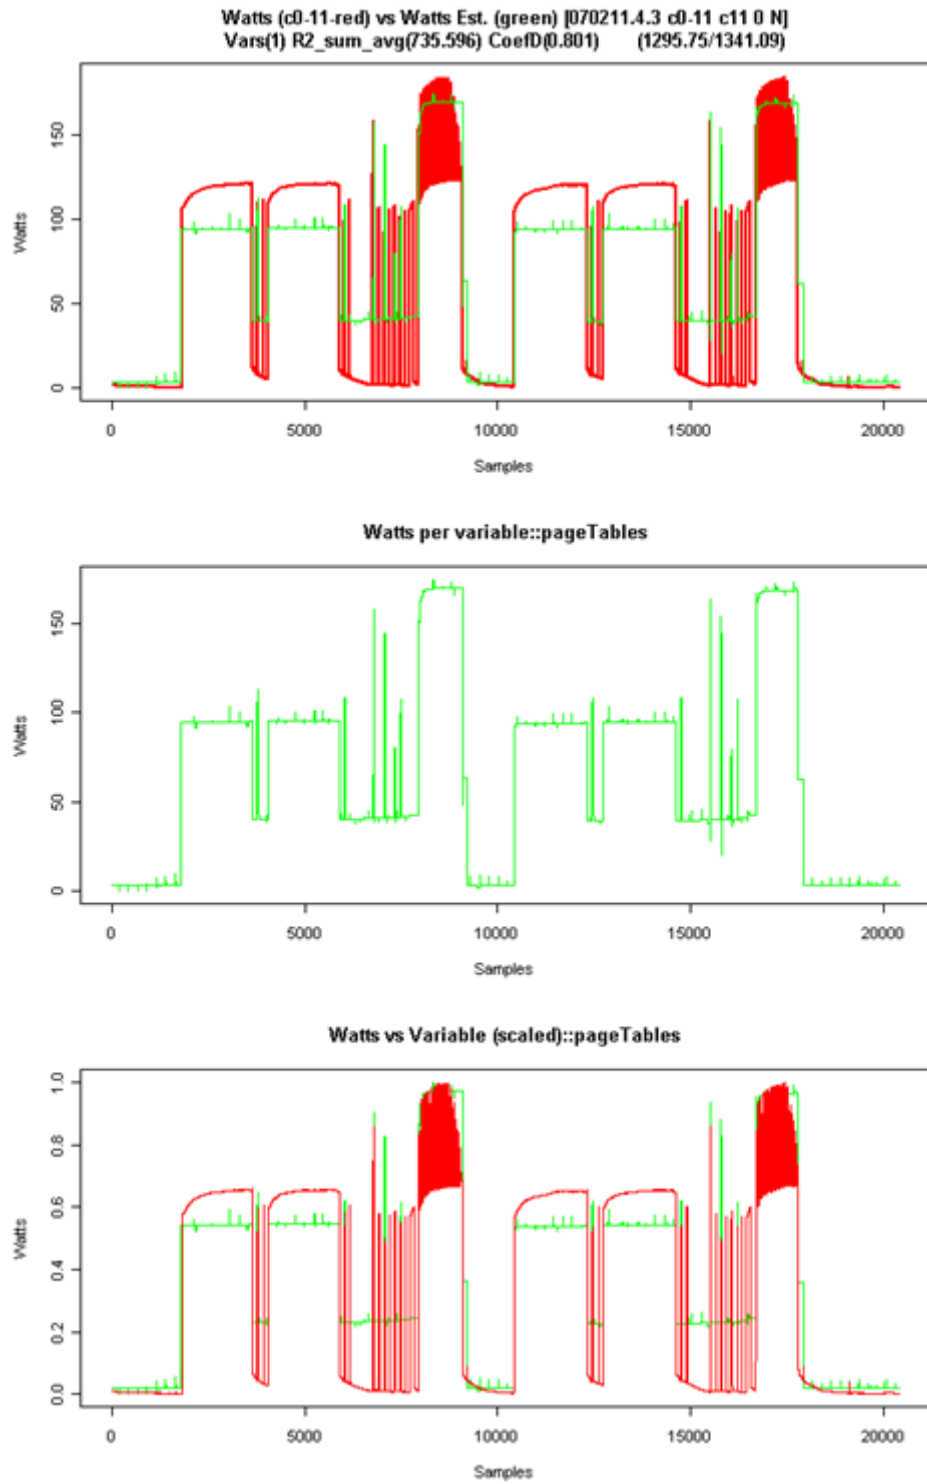 Watts (c0-11-red) vs Watts Est. (green) [070211.4.3 c0-11 c11 0 N]
Vars(1) R2_sum_avg(735.596) CoefD(0.801) (1295.75/1341.09)
Watts
150
100
50
0
0 5000 10000 15000 20000
Samples
Watts per variable::pageTables
Watts
150
100
50
0
0 5000 10000 15000 20000
Samples
Watts vs Variable (scaled)::pageTables
Watts
1.0
0.8
0.6
0.4
0.2
0.0
0 5000 10000 15000 20000
Samples